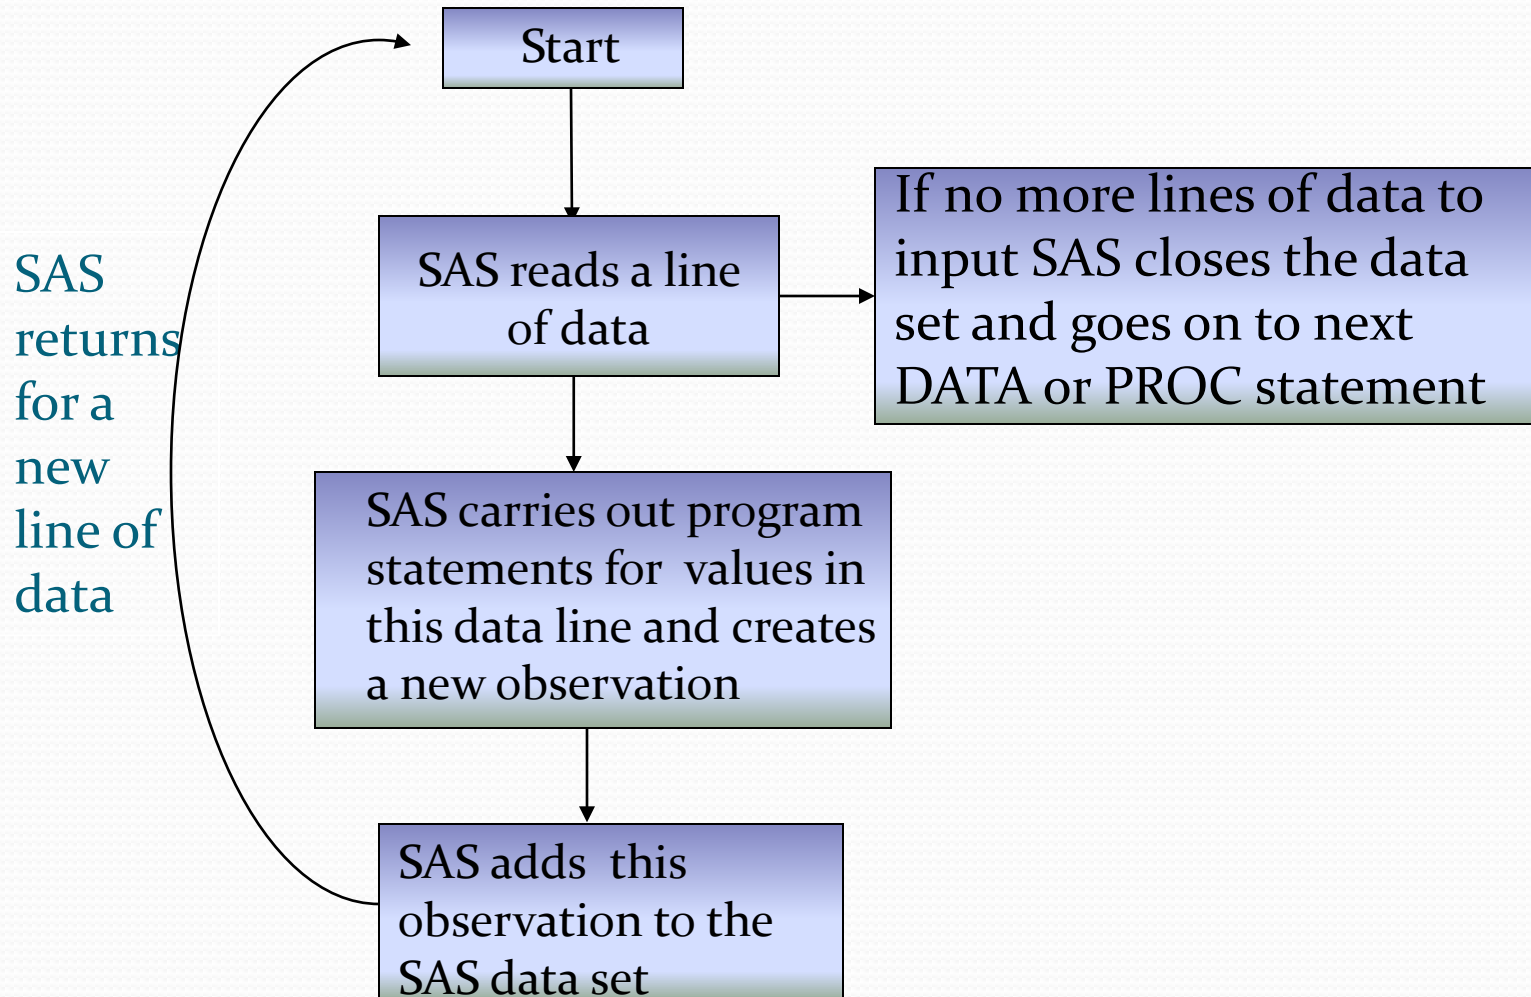 Start
SAS reads a line
of data
If no more lines of data to
input SAS closes the data
set and goes on to next
DATA or PROC statement
SAS
returns
for a
new
line of
data
SAS carries out program
statements for  values in
this data line and creates
a new observation
SAS adds  this
observation to the
SAS data set